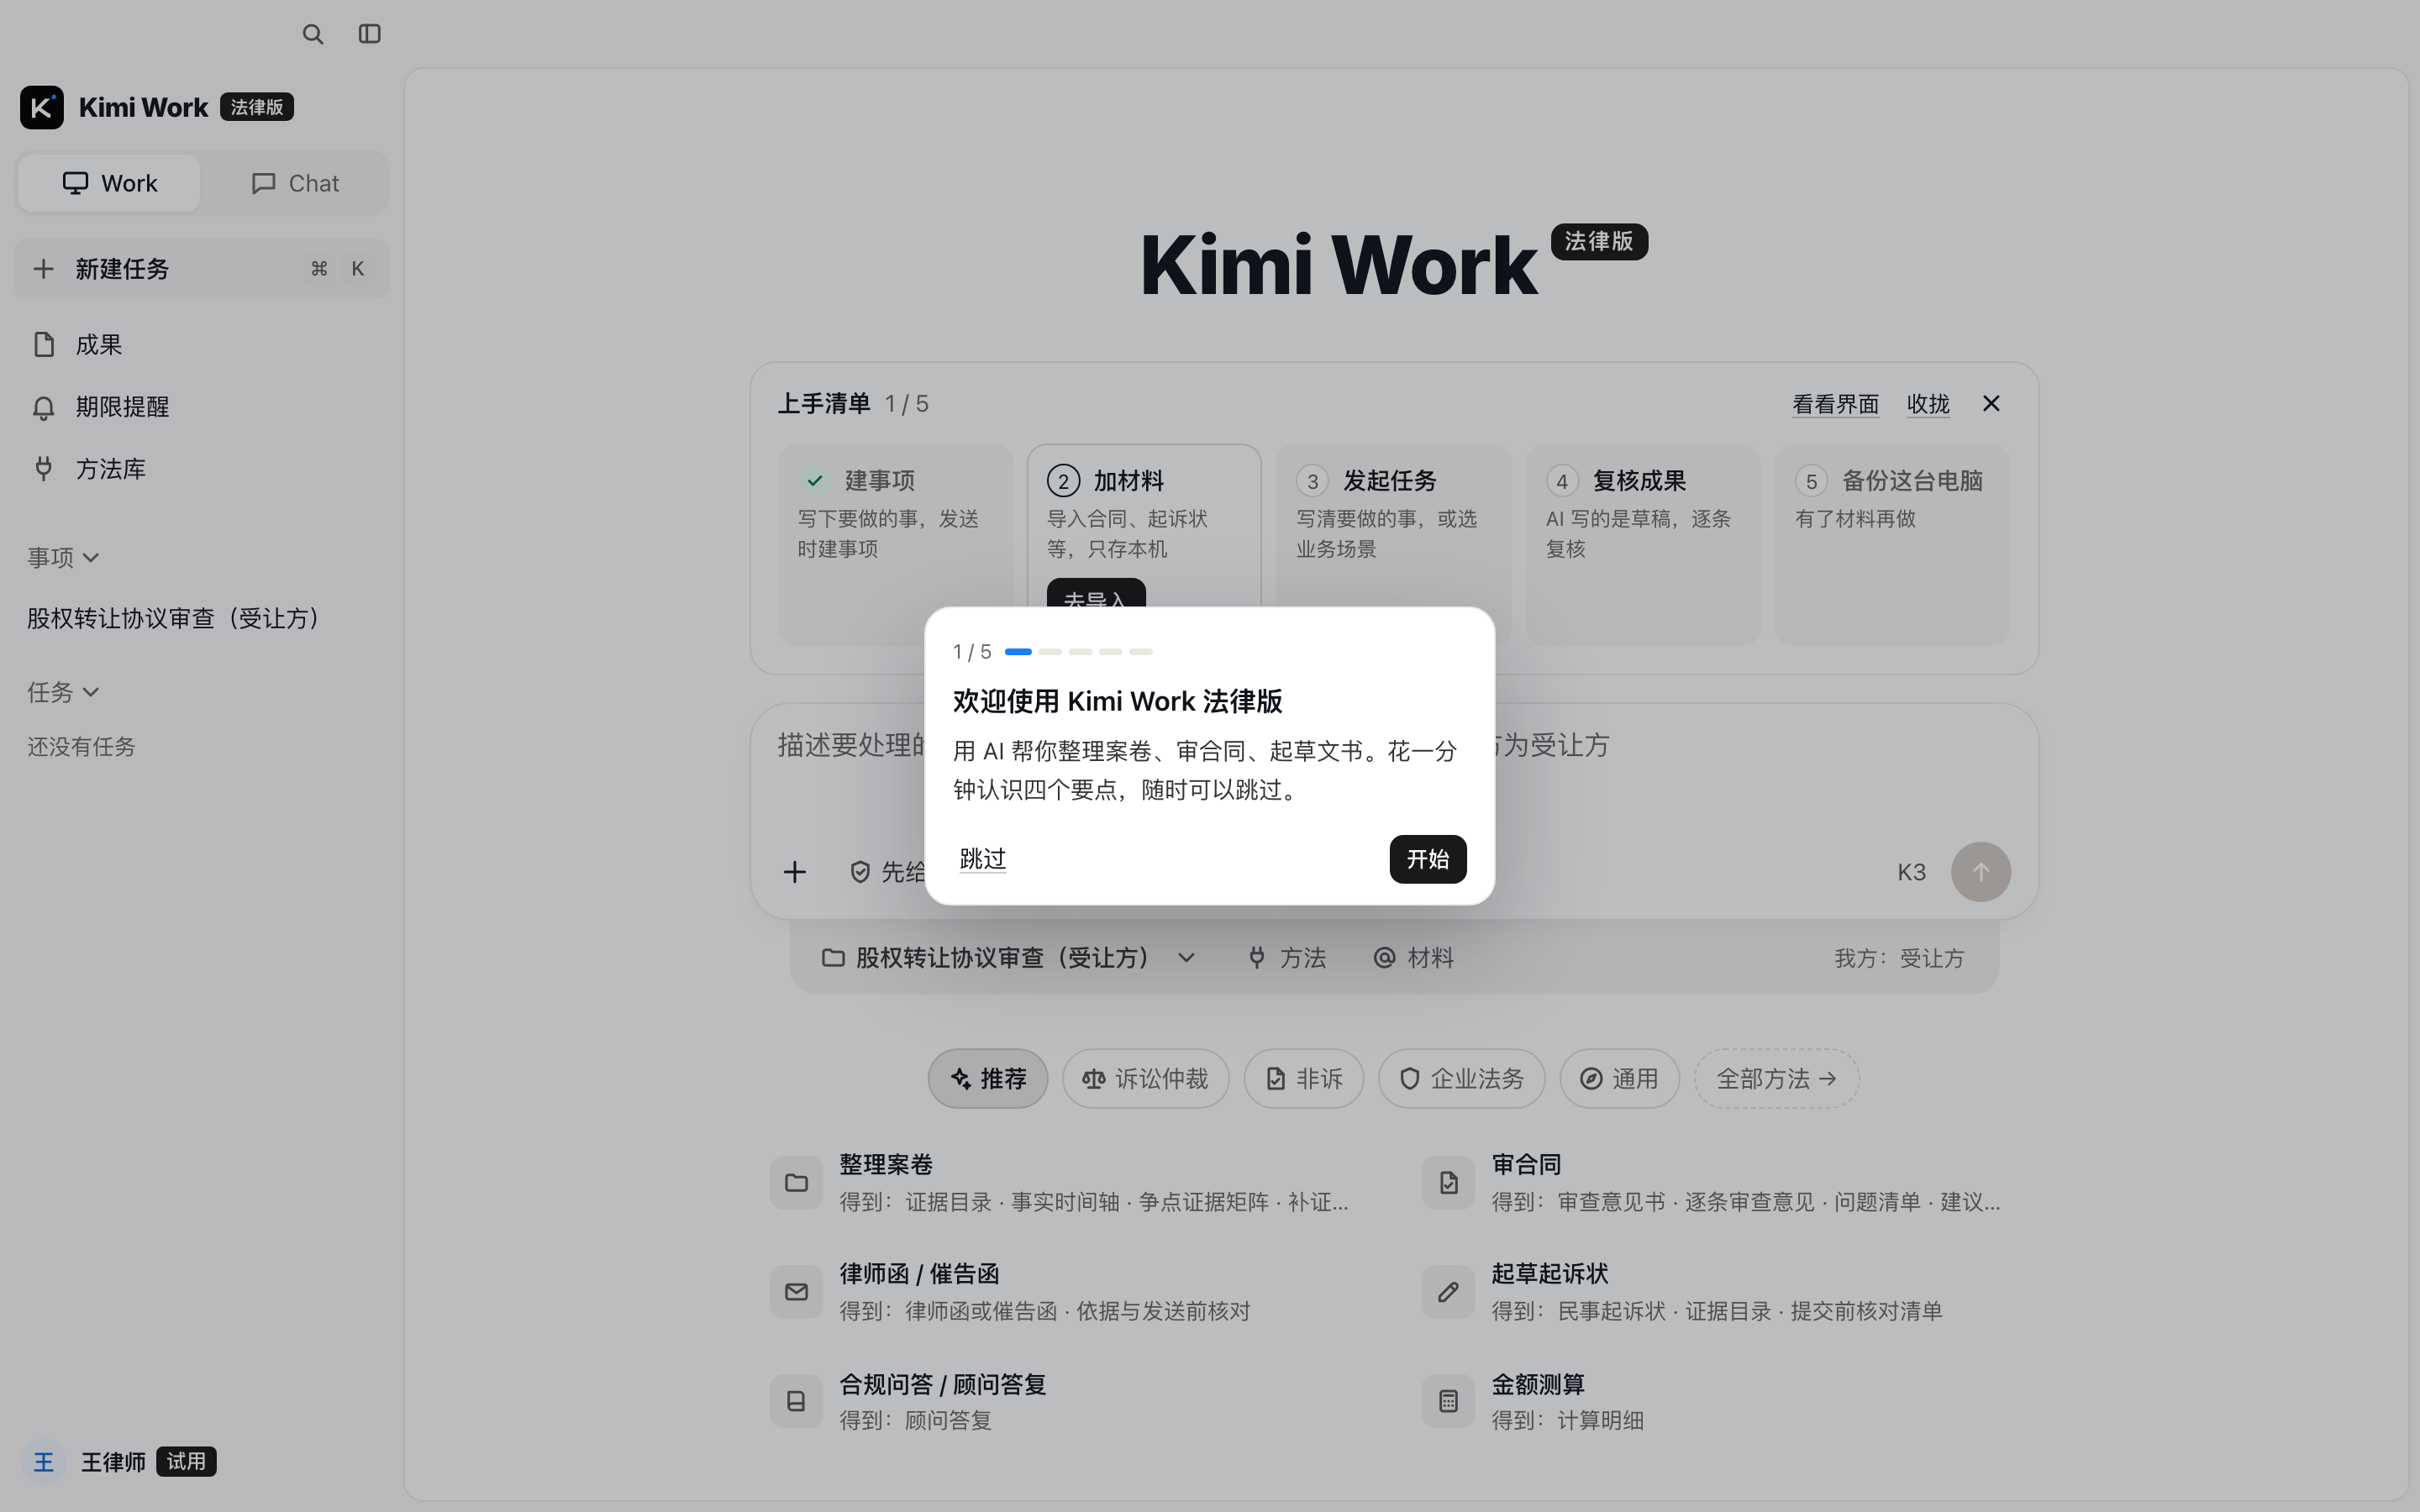 Kimi Work 法律版
Work
Chat
新建任务 ⌘ K
成果
期限提醒
方法库
事项
股权转让协议审查（受让方）
任务
还没有任务
王 王律师 试用
Kimi Work 法律版
上手清单 1 / 5
看看界面 收拢
建事项
写下要做的事，发送
时建事项
2 加材料
导入合同、起诉状
等，只存本机
去导入
3 发起任务
写清要做的事，或选
业务场景
4 复核成果
AI 写的是草稿，逐条
复核
5 备份这台电脑
有了材料再做
1 / 5
欢迎使用 Kimi Work 法律版
用 AI 帮你整理案卷、审合同、起草文书。花一分
钟认识四个要点，随时可以跳过。
跳过
开始
描述要处理的
为受让方
先给
K3
股权转让协议审查（受让方）
方法
材料
我方：受让方
推荐
诉讼仲裁
非诉
企业法务
通用
全部方法 →
整理案卷
得到：证据目录 · 事实时间轴 · 争点证据矩阵 · 补证...
审合同
得到：审查意见书 · 逐条审查意见 · 问题清单 · 建议...
律师函 / 催告函
得到：律师函或催告函 · 依据与发送前核对
起草起诉状
得到：民事起诉状 · 证据目录 · 提交前核对清单
合规问答 / 顾问答复
得到：顾问答复
金额测算
得到：计算明细